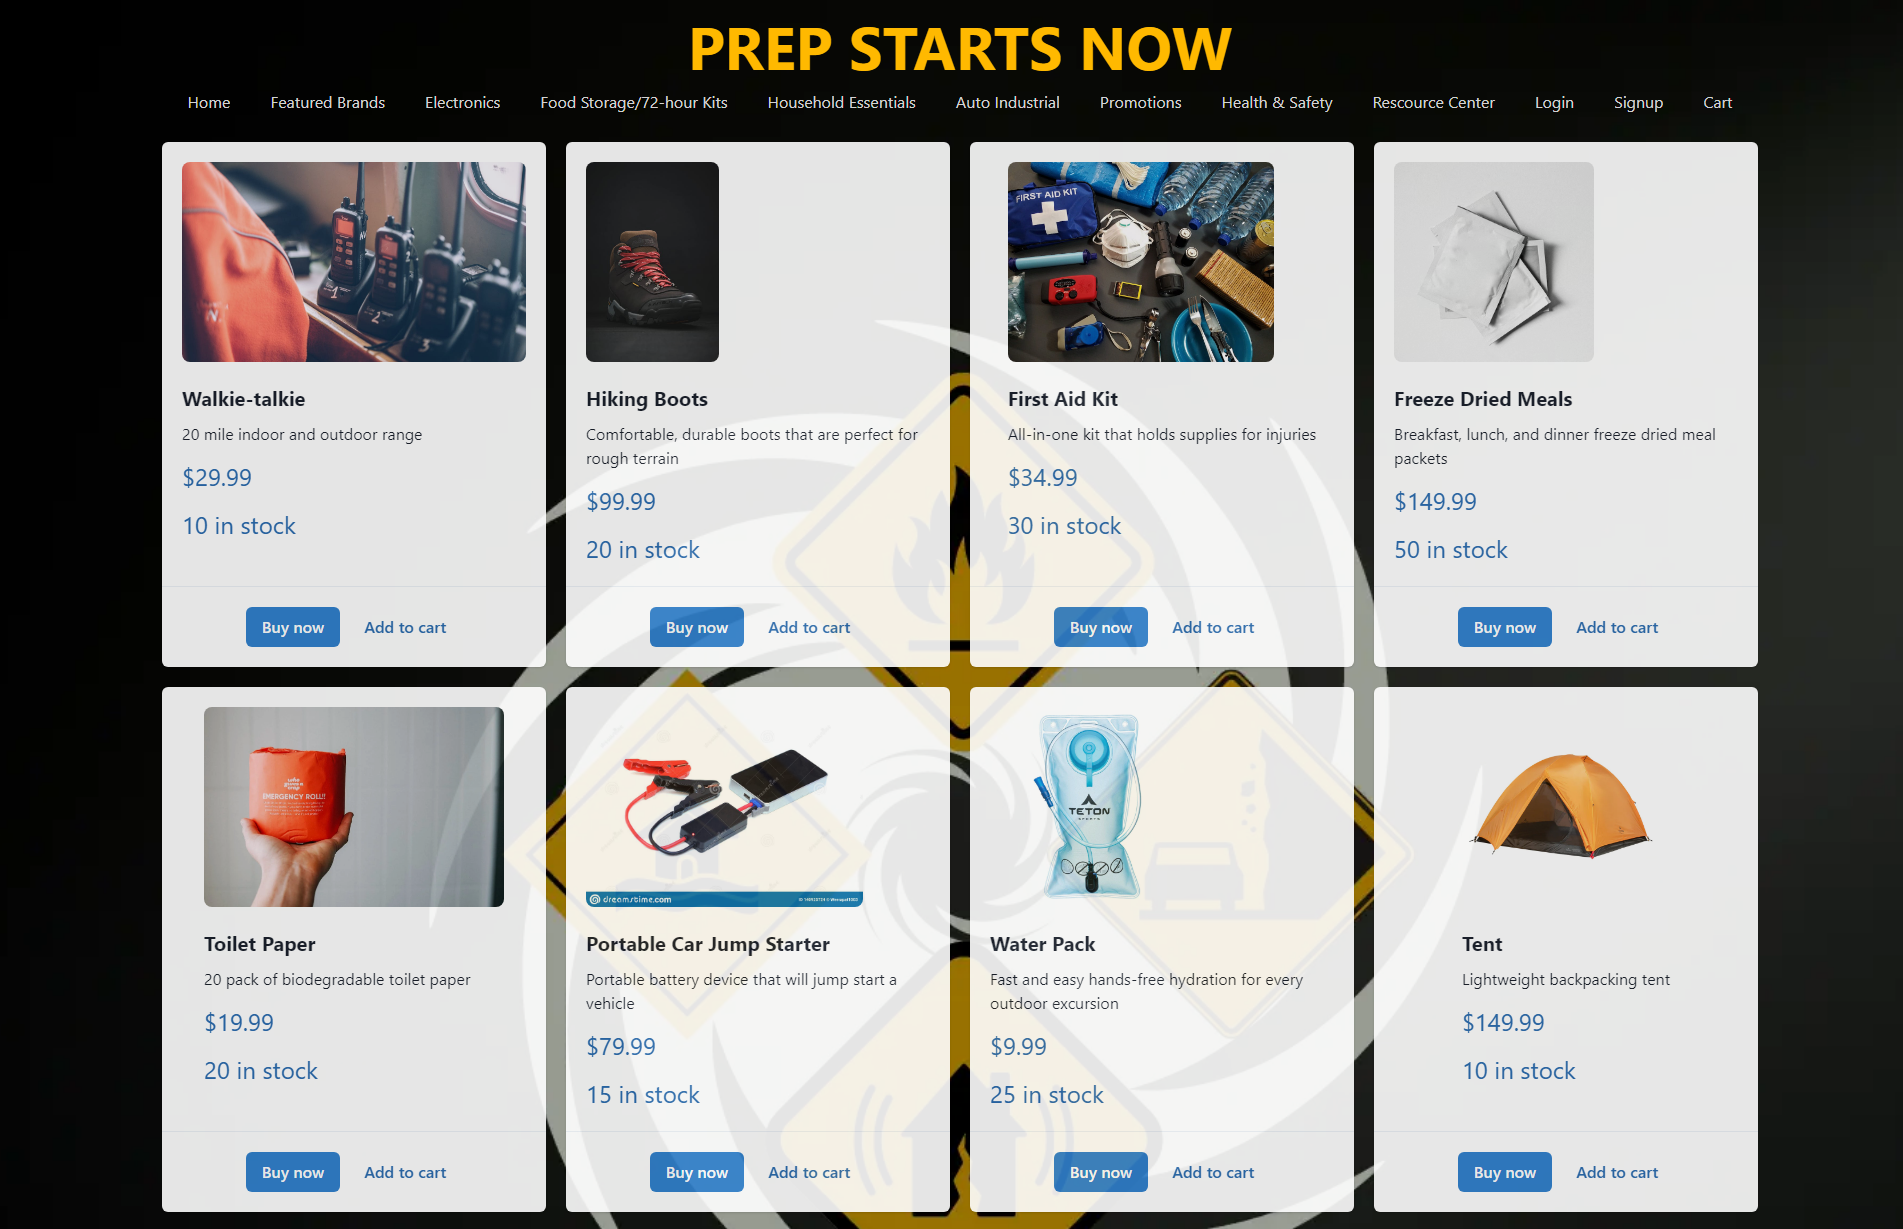 PREP STARTS NOW
Home Featured Brands Electronics Food Storage/72-hour Kits Household Essentials Auto Industrial Promotions Health & Safety Rescource Center Login Signup Cart
FIRST AID KIT
1
2
3
Walkie-talkie
20 mile indoor and outdoor range
$29.99
10 in stock
Buy now Add to cart
Hiking Boots
Comfortable, durable boots that are perfect for
rough terrain
$99.99
20 in stock
Buy now Add to cart
First Aid Kit
All-in-one kit that holds supplies for injuries
$34.99
30 in stock
Buy now Add to cart
Freeze Dried Meals
Breakfast, lunch, and dinner freeze dried meal
packets
$149.99
50 in stock
Buy now Add to cart
EMERGENCY ROLL!!
Toilet Paper
20 pack of biodegradable toilet paper
$19.99
20 in stock
Buy now Add to cart
dreamstime.com
Portable Car Jump Starter
Portable battery device that will jump start a
vehicle
$79.99
15 in stock
Buy now Add to cart
TETON
SPORTS
Water Pack
Fast and easy hands-free hydration for every
outdoor excursion
$9.99
25 in stock
Buy now Add to cart
Tent
Lightweight backpacking tent
$149.99
10 in stock
Buy now Add to cart